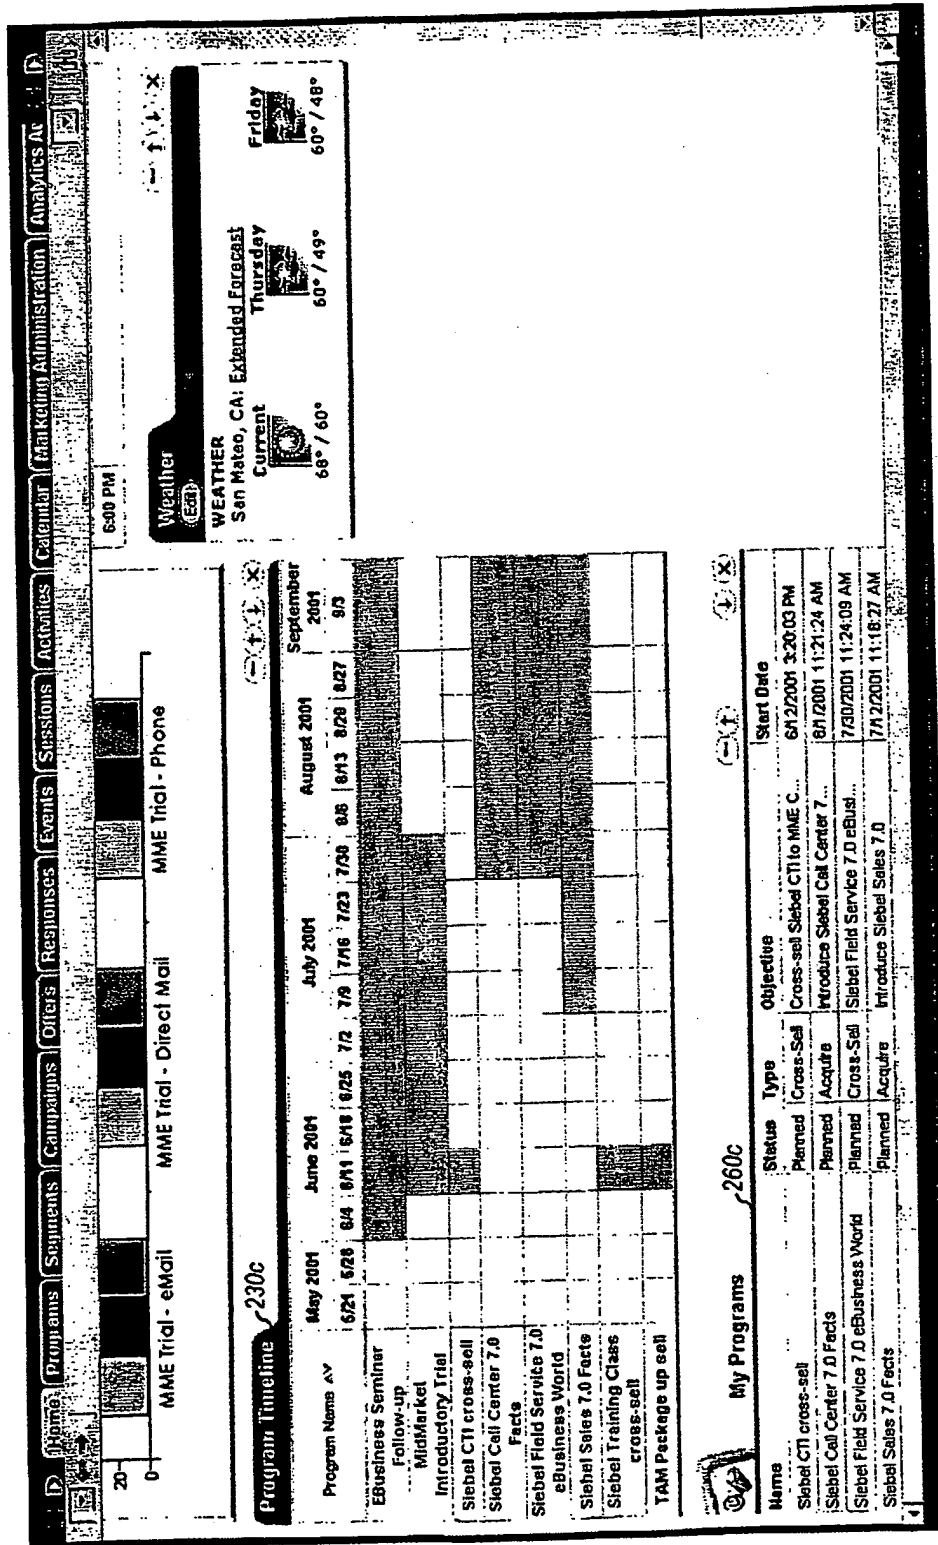 Home Programs Segments Campaigns Offers Responses Events Sessions Activities Calendar Marketing Administration Analytics Ac
20
0
MME Trial - eMail MME Trial - Direct Mail MME Trial - Phone
6:00 PM
Weather
Edit
WEATHER
San Mateo, CA: Extended Forecast
Current Thursday Friday
68° / 60° 60° / 49° 60° / 48°
Program Timeline
230c
May 2001 June 2001 July 2001 August 2001 September 2001
Program Name
5/21 5/28 6/4 6/11 6/18 6/25 7/2 7/9 7/16 7/23 7/30 8/6 8/13 8/20 8/27 9/3
EBusiness Seminar
Follow-up
MidMarket
Introductory Trial
Siebel CTI cross-sell
Siebel Call Center 7.0
Facts
Siebel Field Service 7.0
eBusiness World
Siebel Sales 7.0 Facts
Siebel Training Class
cross-sell
TAM Package up sell
My Programs
260c
Name Status Type Objective Start Date
Siebel CTI cross-sell Planned Cross-Sell Cross-sell Siebel CTI to MME C... 6/12/2001 3:20:03 PM
Siebel Call Center 7.0 Facts Planned Acquire Introduce Siebel Call Center 7... 8/1/2001 11:21:24 AM
Siebel Field Service 7.0 eBusiness World Planned Cross-Sell Siebel Field Service 7.0 eBusi... 7/30/2001 11:24:09 AM
Siebel Sales 7.0 Facts Planned Acquire Introduce Siebel Sales 7.0 7/12/2001 11:18:27 AM